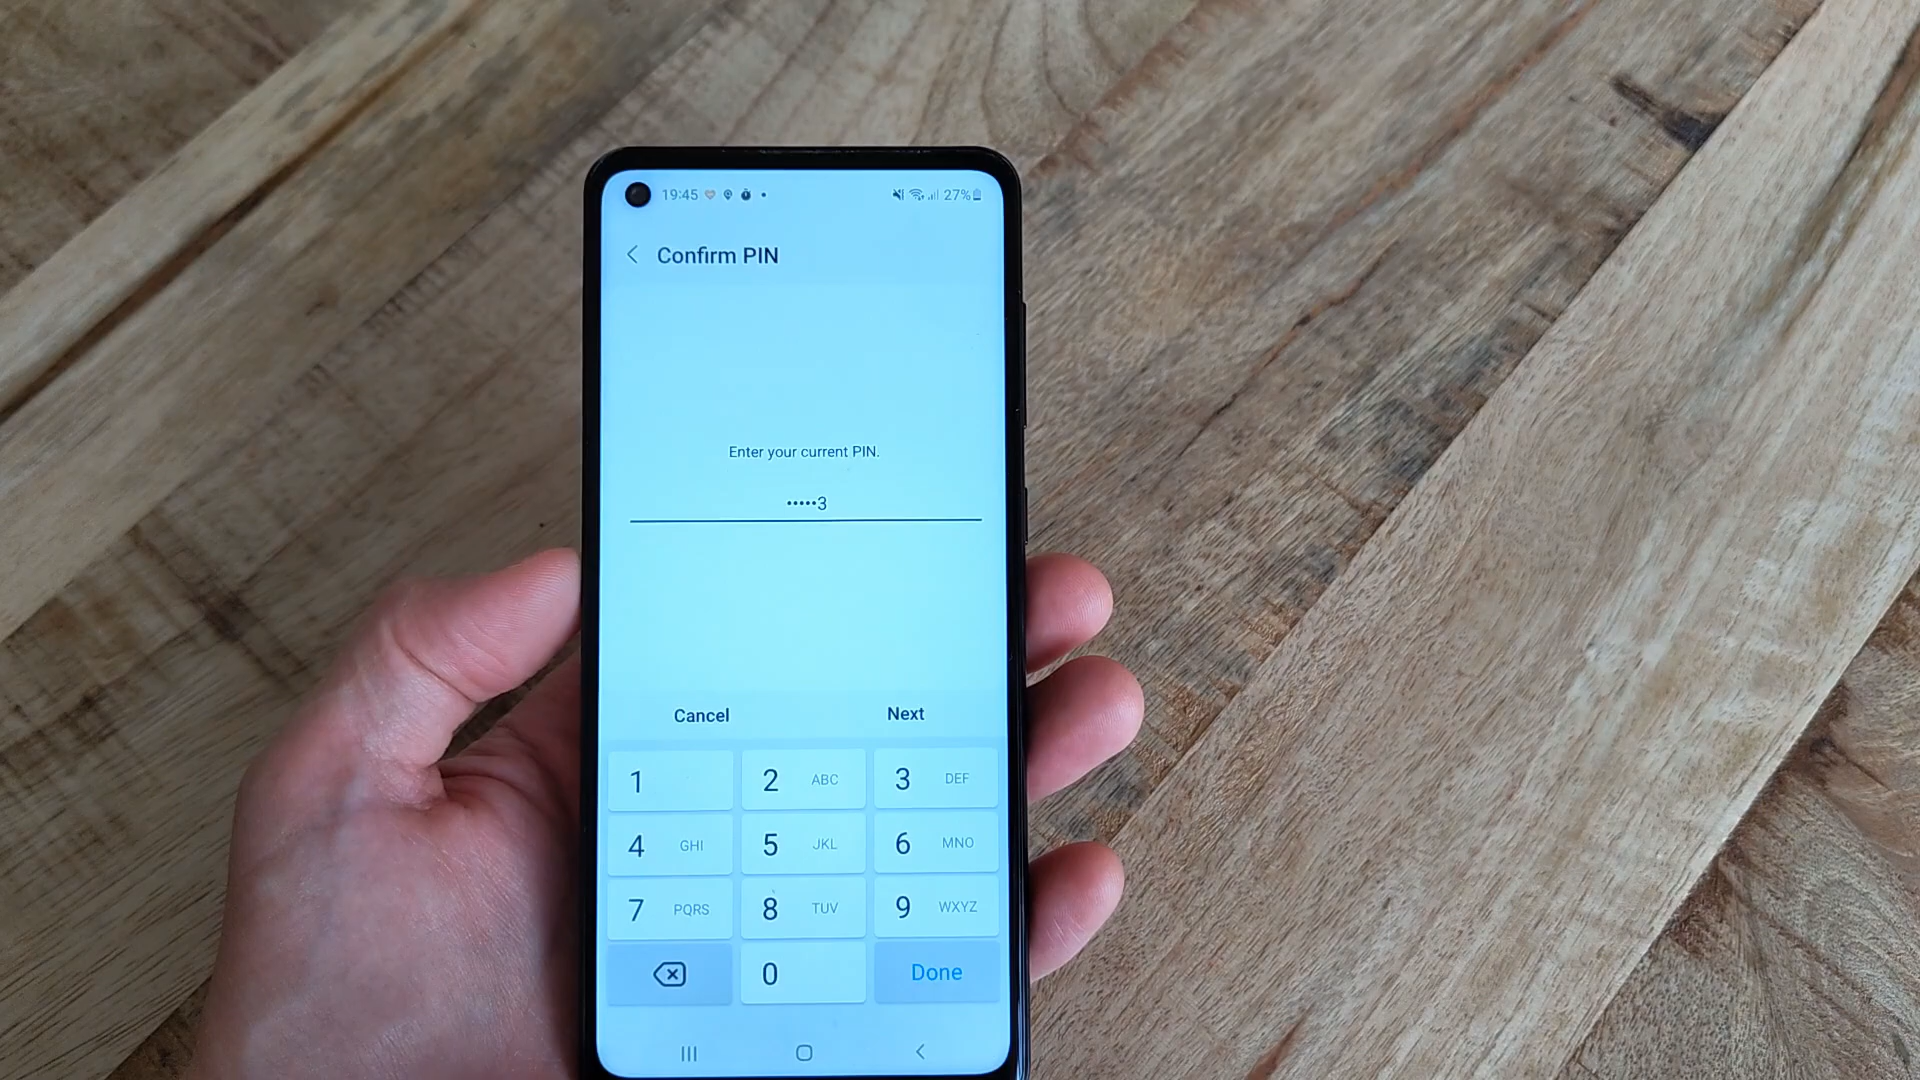 19:45 27%
Confirm PIN
Enter your current PIN.
•••••3
Cancel Next
1 2 ABC 3 DEF
4 GHI 5 JKL 6 MNO
7 PQRS 8 TUV 9 WXYZ
0 Done